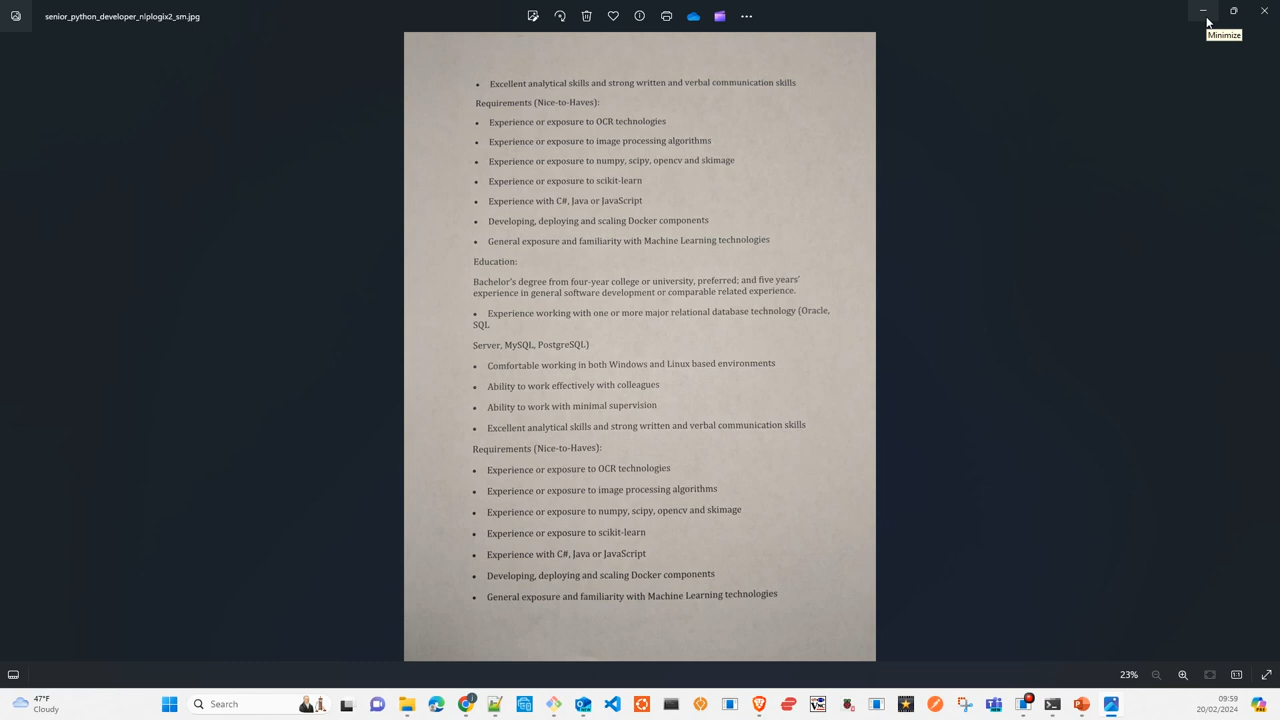 senior_python_developer_nlplogix2_sm.jpg
Minimize
• Excellent analytical skills and strong written and verbal communication skills
Requirements (Nice-to-Haves):
• Experience or exposure to OCR technologies
• Experience or exposure to image processing algorithms
• Experience or exposure to numpy, scipy, opencv and skimage
• Experience or exposure to scikit-learn
• Experience with C#, Java or JavaScript
• Developing, deploying and scaling Docker components
• General exposure and familiarity with Machine Learning technologies
Education:
Bachelor's degree from four-year college or university, preferred; and five years'
experience in general software development or comparable related experience.
• Experience working with one or more major relational database technology (Oracle,
SQL
Server, MySQL, PostgreSQL)
• Comfortable working in both Windows and Linux based environments
• Ability to work effectively with colleagues
• Ability to work with minimal supervision
• Excellent analytical skills and strong written and verbal communication skills
Requirements (Nice-to-Haves):
• Experience or exposure to OCR technologies
• Experience or exposure to image processing algorithms
• Experience or exposure to numpy, scipy, opencv and skimage
• Experience or exposure to scikit-learn
• Experience with C#, Java or JavaScript
• Developing, deploying and scaling Docker components
• General exposure and familiarity with Machine Learning technologies
23%
47°F
Cloudy
Search
09:59
20/02/2024